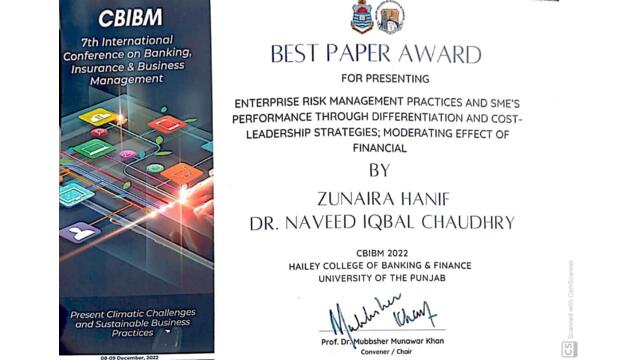 CBIBM
7th International
Conference on Banking,
Insurance & Business
Management
Present Climatic Challenges
and Sustainable Business
Practices
08-09 December, 2022
BEST PAPER AWARD
FOR PRESENTING
ENTERPRISE RISK MANAGEMENT PRACTICES AND SME'S
PERFORMANCE THROUGH DIFFERENTIATION AND COST-
LEADERSHIP STRATEGIES; MODERATING EFFECT OF
FINANCIAL
BY
ZUNAIRA HANIF
DR. NAVEED IQBAL CHAUDHRY
CBIBM 2022
HAILEY COLLEGE OF BANKING & FINANCE
UNIVERSITY OF THE PUNJAB
Mubbsher
Khan
Prof. Dr. Mubbsher Munawar Khan
Convener / Chair
CS Scanned with CamScanner